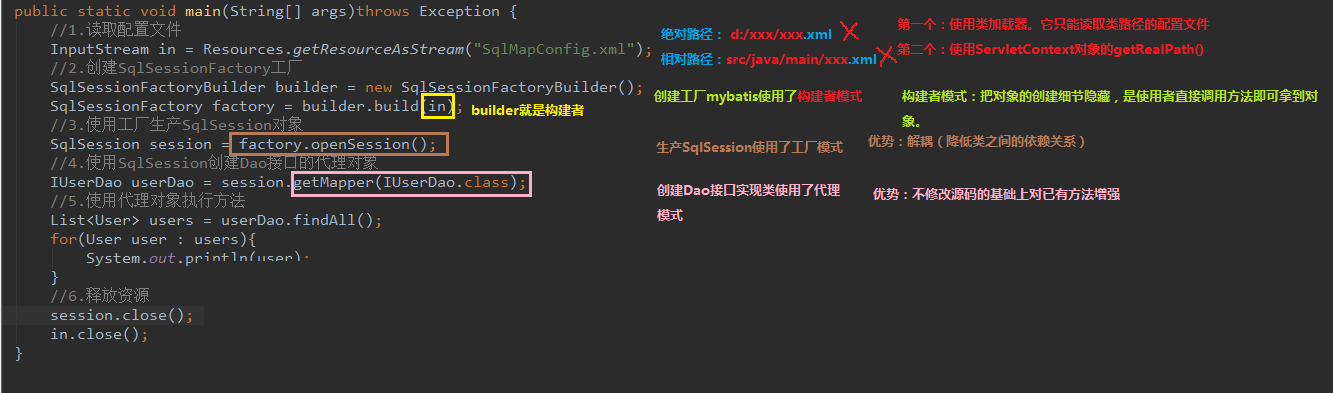 public static void main(String[] args)throws Exception {
//1.读取配置文件
InputStream in = Resources.getResourceAsStream("SqlMapConfig.xml");
绝对路径： d:/xxx/xxx.xml
第一个：使用类加载器。它只能读取类路径的配置文件
//2.创建SqlSessionFactory工厂
相对路径：src/java/main/xxx.xml
第二个：使用ServletContext对象的getRealPath()
SqlSessionFactoryBuilder builder = new SqlSessionFactoryBuilder();
创建工厂mybatis使用了构建者模式
构建者模式：把对象的创建细节隐藏，是使用者直接调用方法即可拿到对
象。
SqlSessionFactory factory = builder.build(in);
builder就是构建者
//3.使用工厂生产SqlSession对象
SqlSession session = factory.openSession();
生产SqlSession使用了工厂模式
优势：解耦（降低类之间的依赖关系）
//4.使用SqlSession创建Dao接口的代理对象
IUserDao userDao = session.getMapper(IUserDao.class);
创建Dao接口实现类使用了代理
模式
优势：不修改源码的基础上对已有方法增强
//5.使用代理对象执行方法
List<User> users = userDao.findAll();
for(User user : users){
System.out.println(user);
}
//6.释放资源
session.close();
in.close();
}